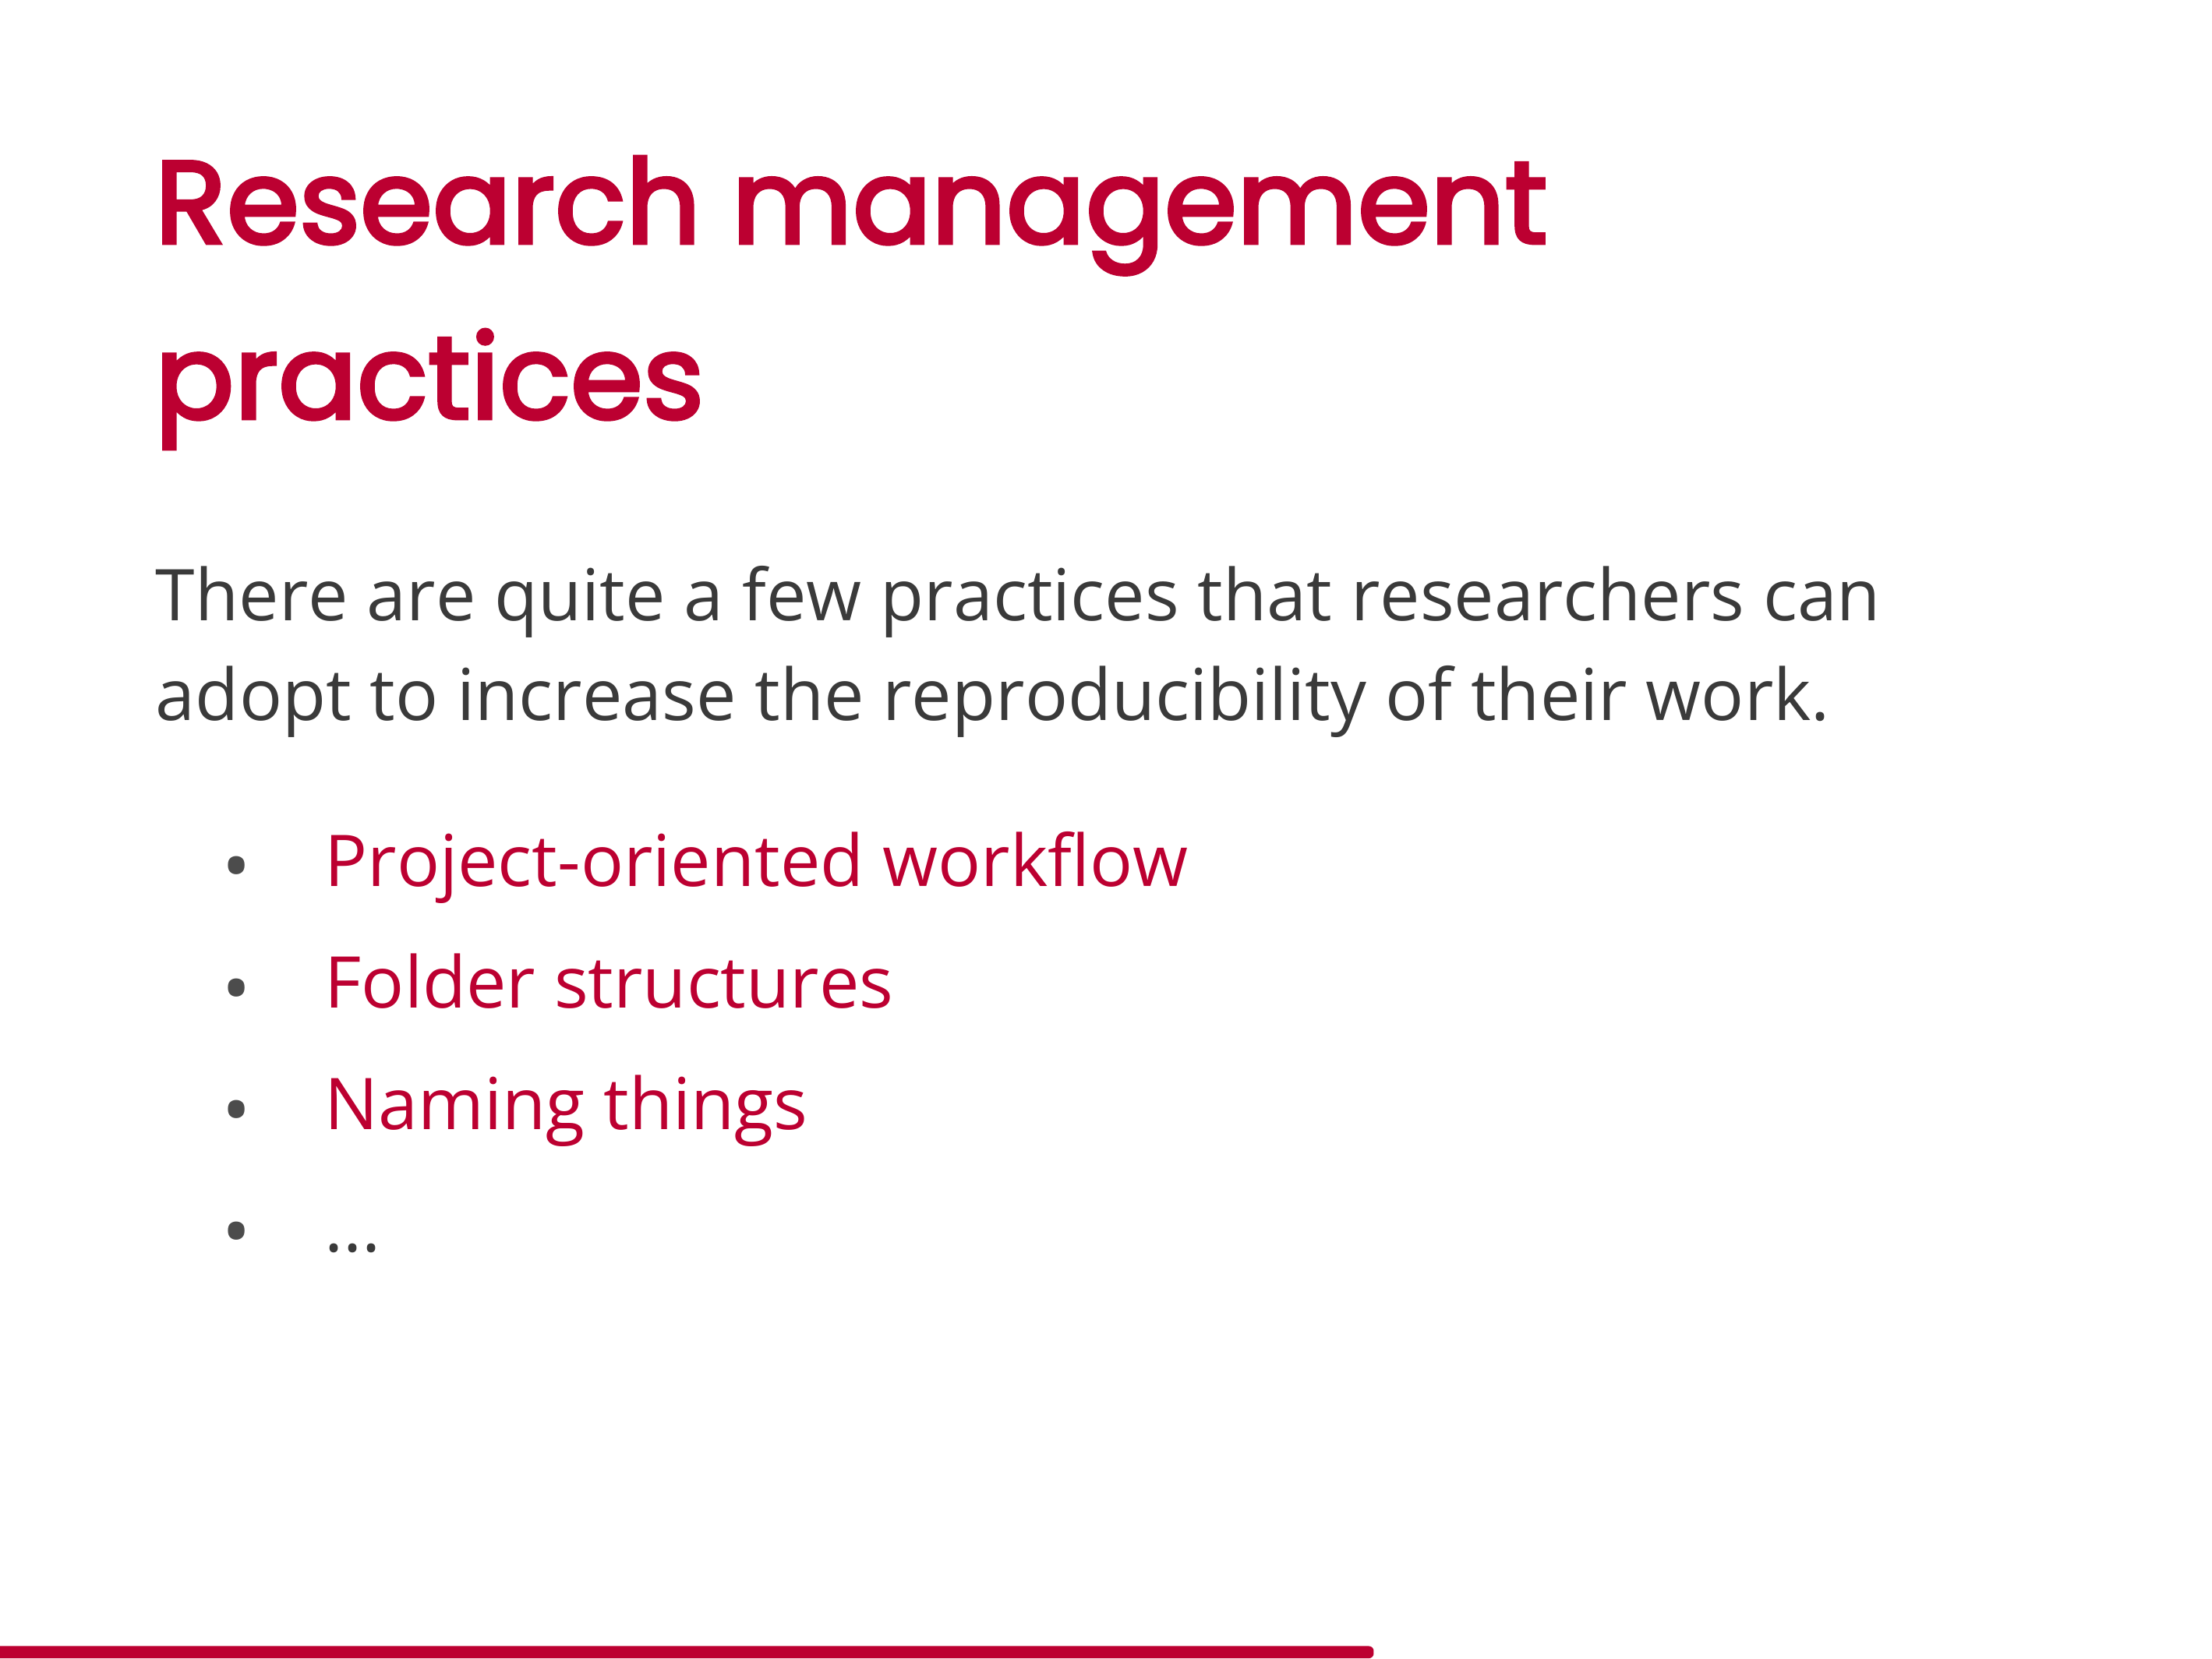 Research management
practices
There are quite a few practices that researchers can
adopt to increase the reproducibility of their work.
• Project-oriented workflow
• Folder structures
• Naming things
• ...